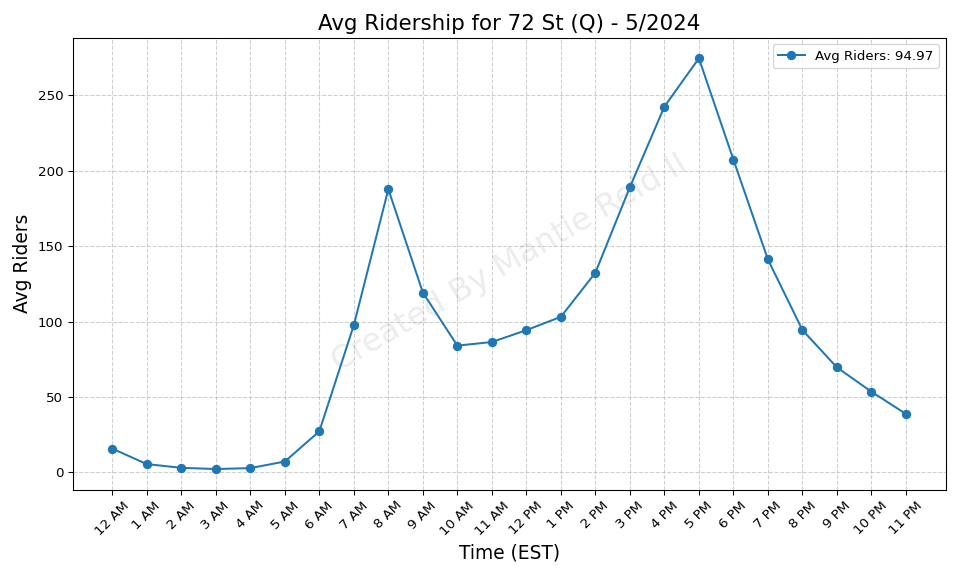 Avg Ridership for 72 St (Q) - 5/2024
Avg Riders: 94.97
Avg Riders
250
200
150
100
50
0
Created By Mantie Reid II
12 AM
1 AM
2 AM
3 AM
4 AM
5 AM
6 AM
7 AM
8 AM
9 AM
10 AM
11 AM
12 PM
1 PM
2 PM
3 PM
4 PM
5 PM
6 PM
7 PM
8 PM
9 PM
10 PM
11 PM
Time (EST)